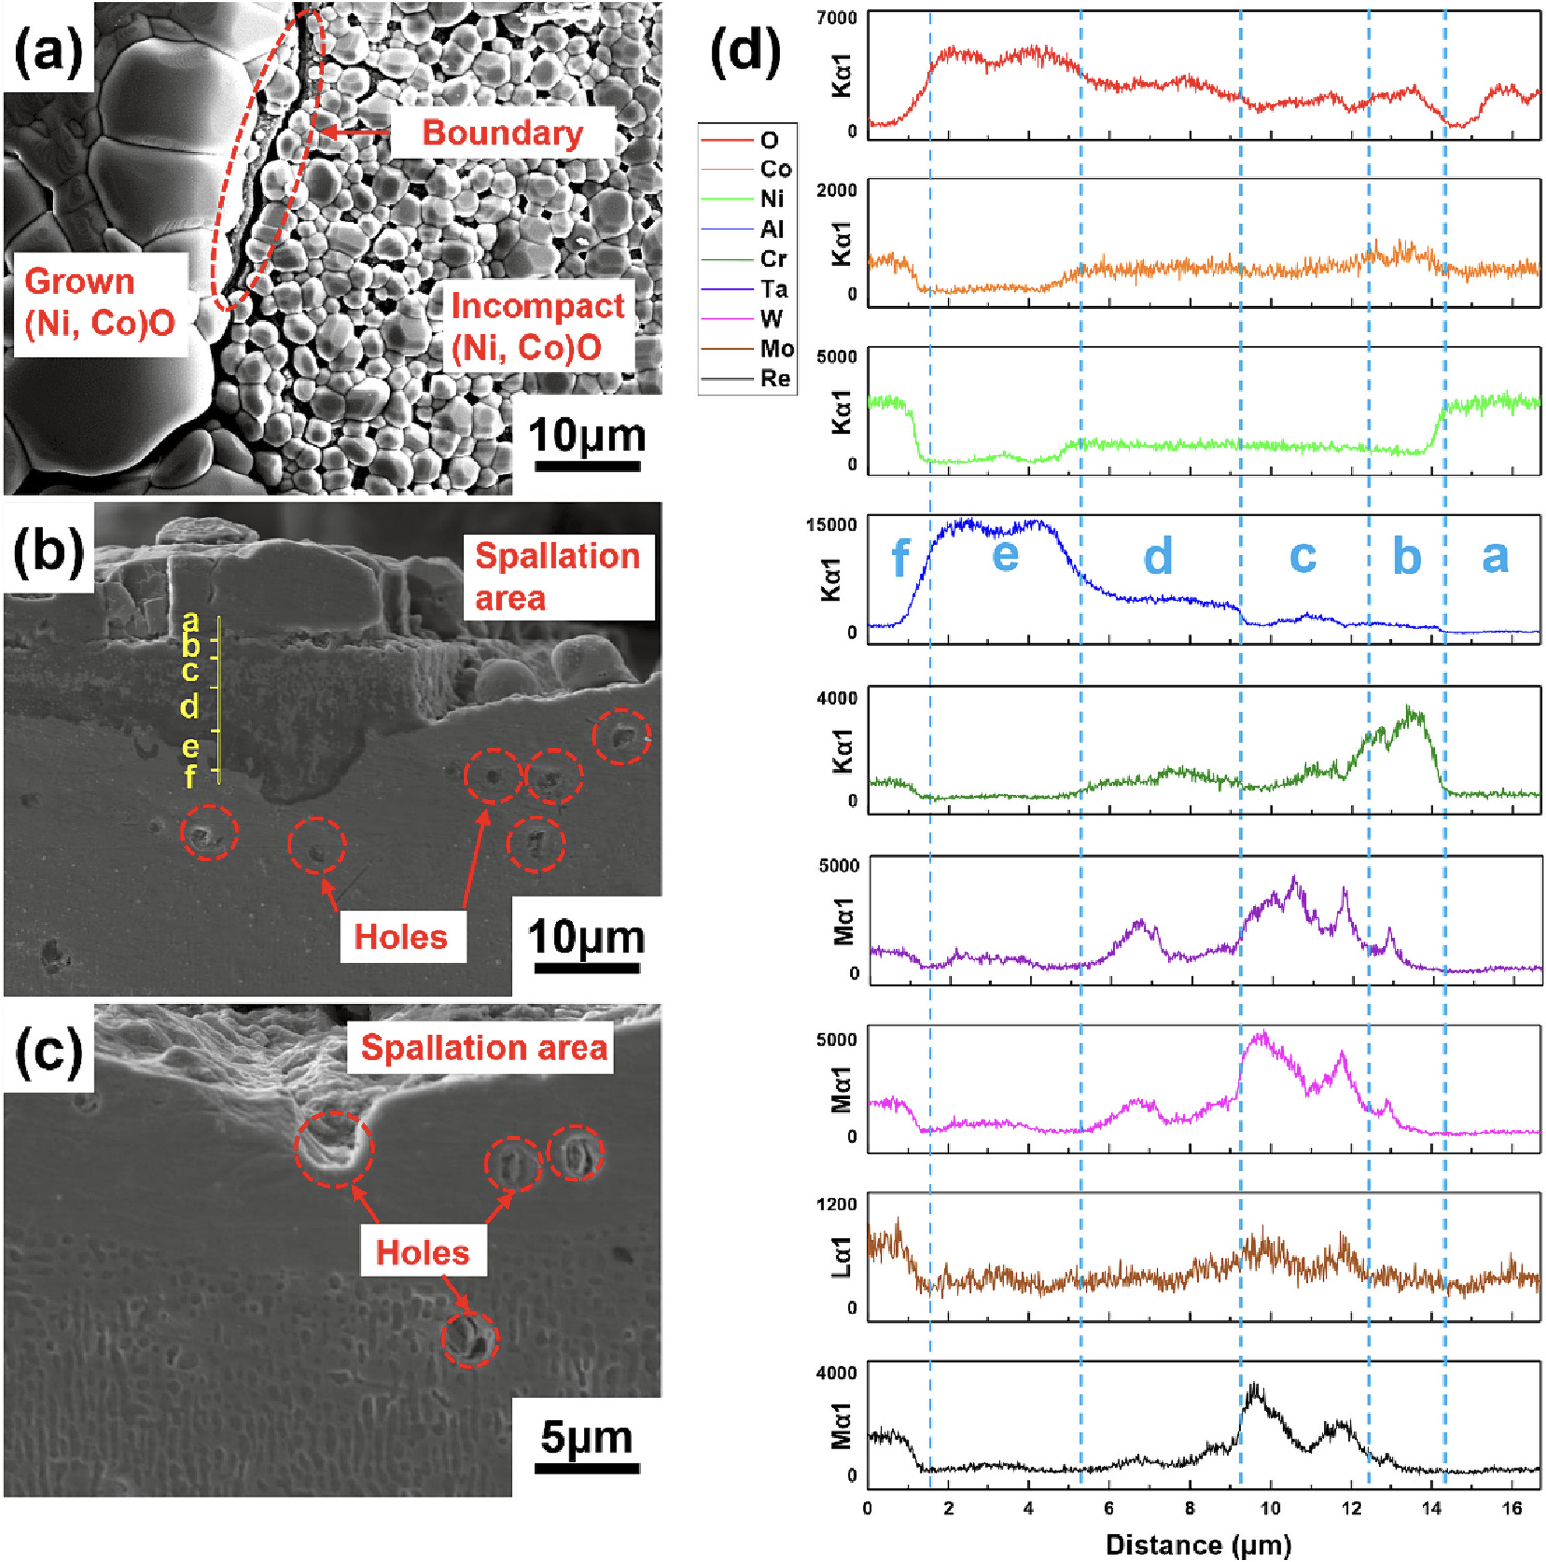 (a)
Boundary
Grown
(Ni, Co)O
Incompact
(Ni, Co)O
10μm
(b)
Spallation
area
a
b
c
d
e
f
Holes
10μm
(c)
Spallation area
Holes
5μm
(d)
O
Co
Ni
Al
Cr
Ta
W
Mo
Re
7000
Kα1
0
2000
Kα1
0
5000
Kα1
0
15000
Kα1
0
f e d c b a
4000
Kα1
0
5000
Mα1
0
5000
Mα1
0
1200
Lα1
0
4000
Mα1
0
0 2 4 6 8 10 12 14 16
Distance (μm)